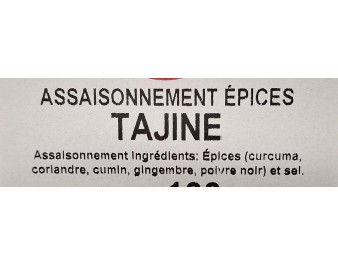 ASSAISONNEMENT ÉPICES
TAJINE
Assaisonnement Ingrédients: Épices (curcuma,
coriandre, cumin, gingembre, poivre noir) et sel.